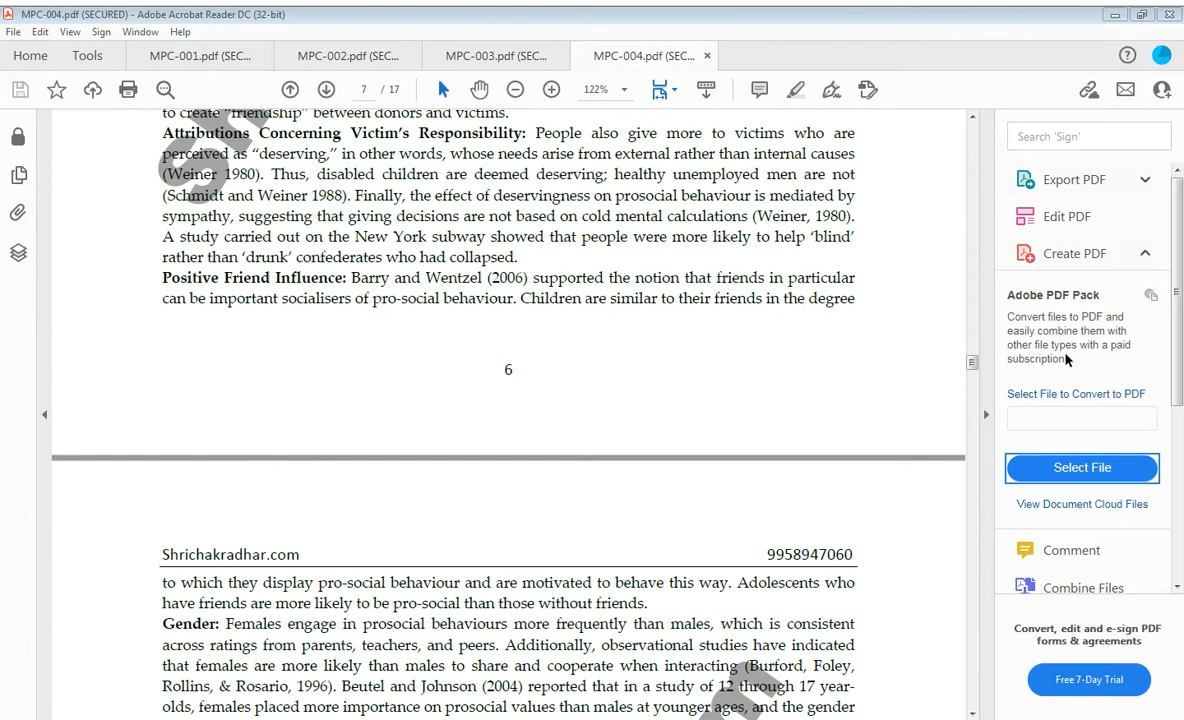 MPC-004.pdf (SECURED) - Adobe Acrobat Reader DC (32-bit)
File Edit View Sign Window Help
Home Tools MPC-001.pdf (SEC... MPC-002.pdf (SEC... MPC-003.pdf (SEC... MPC-004.pdf (SEC... ×
7 / 17 122%
to create “friendship” between donors and victims.
Attributions Concerning Victim’s Responsibility: People also give more to victims who are
perceived as “deserving,” in other words, whose needs arise from external rather than internal causes
(Weiner 1980). Thus, disabled children are deemed deserving; healthy unemployed men are not
(Schmidt and Weiner 1988). Finally, the effect of deservingness on prosocial behaviour is mediated by
sympathy, suggesting that giving decisions are not based on cold mental calculations (Weiner, 1980).
A study carried out on the New York subway showed that people were more likely to help ‘blind’
rather than ‘drunk’ confederates who had collapsed.
Positive Friend Influence: Barry and Wentzel (2006) supported the notion that friends in particular
can be important socialisers of pro-social behaviour. Children are similar to their friends in the degree
6
Shrichakradhar.com 9958947060
to which they display pro-social behaviour and are motivated to behave this way. Adolescents who
have friends are more likely to be pro-social than those without friends.
Gender: Females engage in prosocial behaviours more frequently than males, which is consistent
across ratings from parents, teachers, and peers. Additionally, observational studies have indicated
that females are more likely than males to share and cooperate when interacting (Burford, Foley,
Rollins, & Rosario, 1996). Beutel and Johnson (2004) reported that in a study of 12 through 17 year-
olds, females placed more importance on prosocial values than males at younger ages, and the gender
Search 'Sign'
Export PDF
Edit PDF
Create PDF
Adobe PDF Pack
Convert files to PDF and
easily combine them with
other file types with a paid
subscription
Select File to Convert to PDF
Select File
View Document Cloud Files
Comment
Combine Files
Convert, edit and e-sign PDF
forms & agreements
Free 7-Day Trial